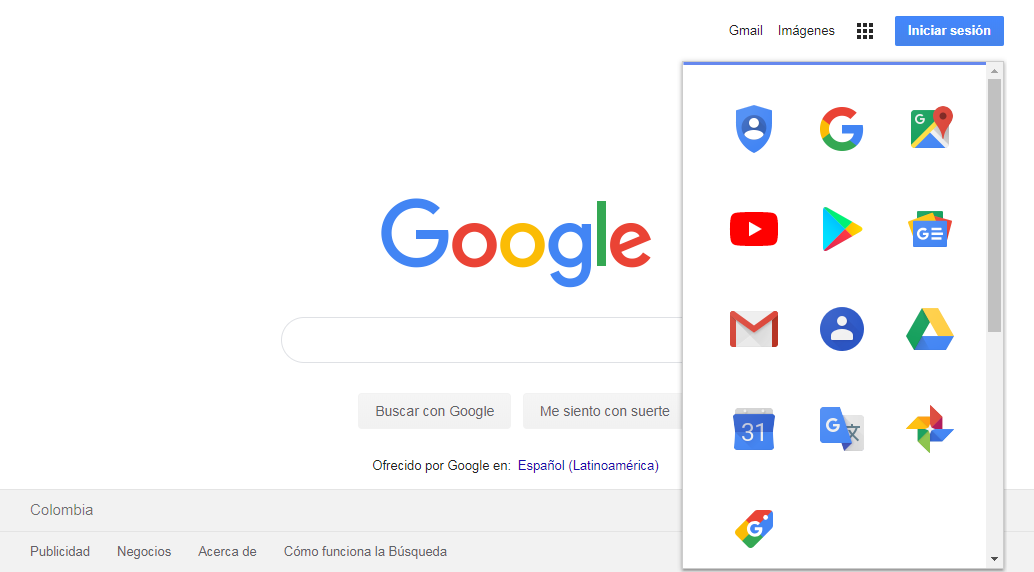 Gmail Imágenes Iniciar sesión
Google
Buscar con Google Me siento con suerte
Ofrecido por Google en: Español (Latinoamérica)
31
Colombia
Publicidad Negocios Acerca de Cómo funciona la Búsqueda